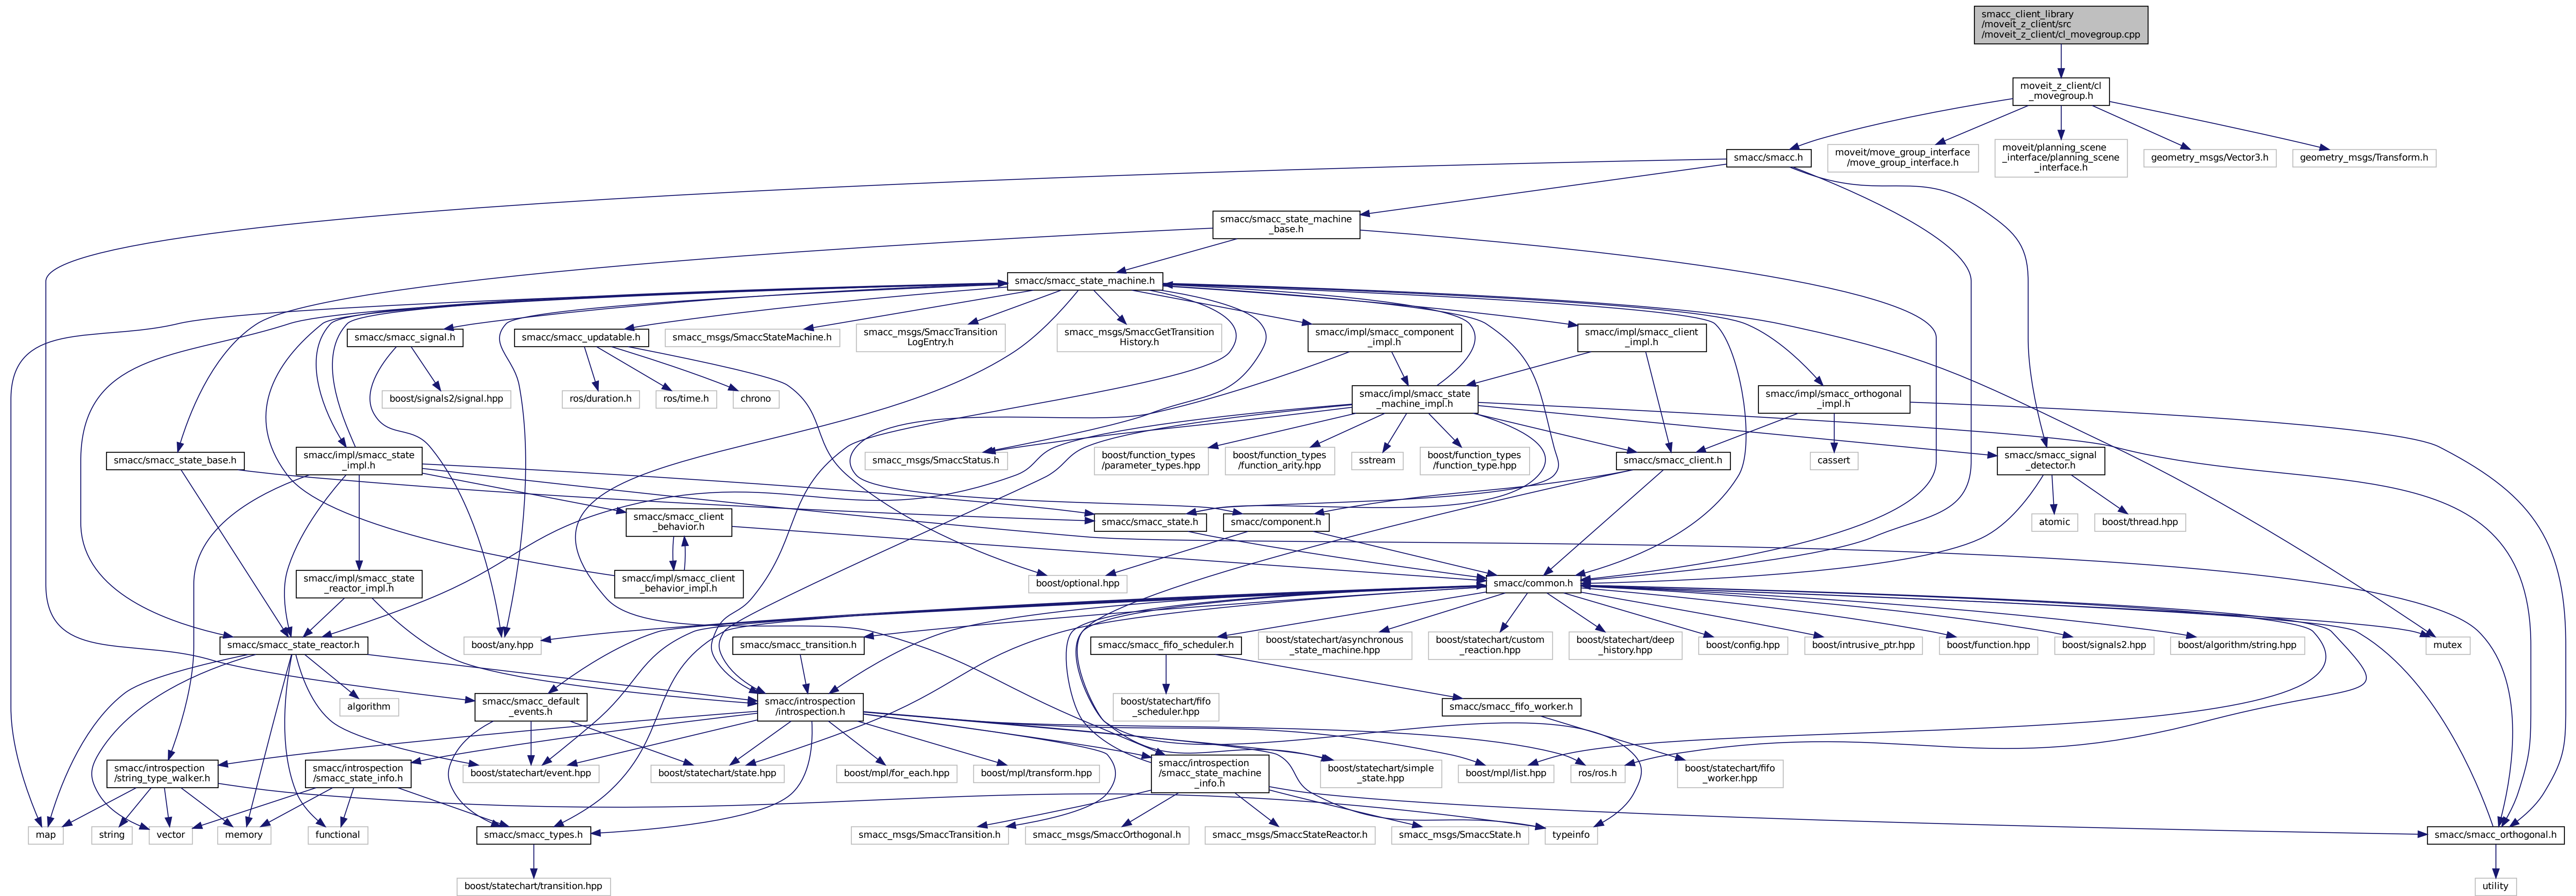 smacc_client_library
/moveit_z_client/src
/moveit_z_client/cl_movegroup.cpp
moveit_z_client/cl
_movegroup.h
smacc/smacc.h
moveit/move_group_interface
/move_group_interface.h
moveit/planning_scene
_interface/planning_scene
_interface.h
geometry_msgs/Vector3.h
geometry_msgs/Transform.h
smacc/smacc_state_machine
_base.h
smacc/smacc_state_machine.h
smacc/smacc_signal.h
smacc/smacc_updatable.h
smacc_msgs/SmaccStateMachine.h
smacc_msgs/SmaccTransition
LogEntry.h
smacc_msgs/SmaccGetTransition
History.h
smacc/impl/smacc_component
_impl.h
smacc/impl/smacc_client
_impl.h
boost/signals2/signal.hpp
ros/duration.h
ros/time.h
chrono
smacc/impl/smacc_state
_machine_impl.h
smacc/impl/smacc_orthogonal
_impl.h
smacc/smacc_state_base.h
smacc/impl/smacc_state
_impl.h
smacc_msgs/SmaccStatus.h
boost/function_types
/parameter_types.hpp
boost/function_types
/function_arity.hpp
sstream
boost/function_types
/function_type.hpp
smacc/smacc_client.h
cassert
smacc/smacc_signal
_detector.h
smacc/smacc_client
_behavior.h
smacc/smacc_state.h
smacc/component.h
atomic
boost/thread.hpp
smacc/impl/smacc_state
_reactor_impl.h
smacc/impl/smacc_client
_behavior_impl.h
boost/optional.hpp
smacc/common.h
smacc/smacc_state_reactor.h
boost/any.hpp
smacc/smacc_transition.h
smacc/smacc_fifo_scheduler.h
boost/statechart/asynchronous
_state_machine.hpp
boost/statechart/custom
_reaction.hpp
boost/statechart/deep
_history.hpp
boost/config.hpp
boost/intrusive_ptr.hpp
boost/function.hpp
boost/signals2.hpp
boost/algorithm/string.hpp
mutex
algorithm
smacc/smacc_default
_events.h
smacc/introspection
/introspection.h
boost/statechart/fifo
_scheduler.hpp
smacc/smacc_fifo_worker.h
smacc/introspection
/string_type_walker.h
smacc/introspection
/smacc_state_info.h
boost/statechart/event.hpp
boost/statechart/state.hpp
boost/mpl/for_each.hpp
boost/mpl/transform.hpp
smacc/introspection
/smacc_state_machine
_info.h
boost/statechart/simple
_state.hpp
boost/mpl/list.hpp
ros/ros.h
boost/statechart/fifo
_worker.hpp
map
string
vector
memory
functional
smacc/smacc_types.h
smacc_msgs/SmaccTransition.h
smacc_msgs/SmaccOrthogonal.h
smacc_msgs/SmaccStateReactor.h
smacc_msgs/SmaccState.h
typeinfo
smacc/smacc_orthogonal.h
boost/statechart/transition.hpp
utility